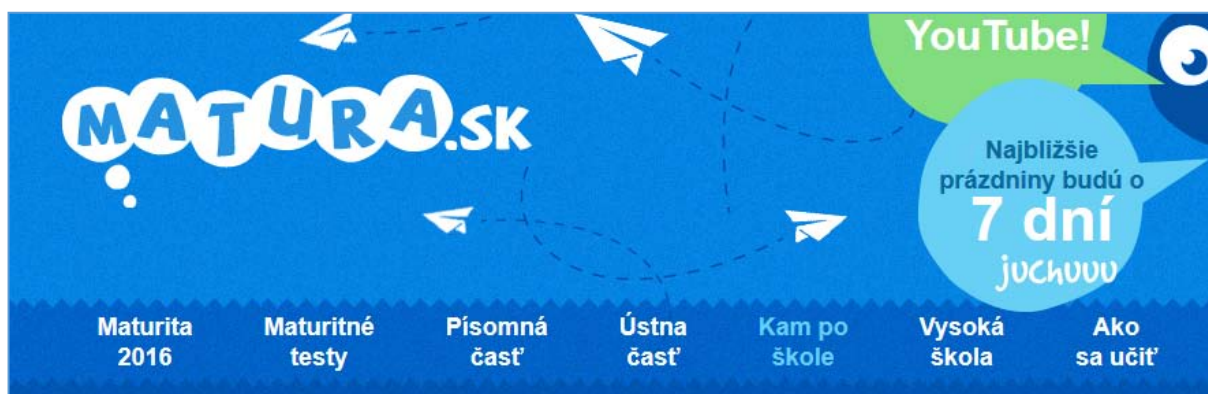 YouTube!
MATURA.SK
Najbližšie
prázdniny budú o
7 dní
juchuuu
Maturita
2016
Maturitné
testy
Písomná
časť
Ústna
časť
Kam po
škole
Vysoká
škola
Ako
sa učiť